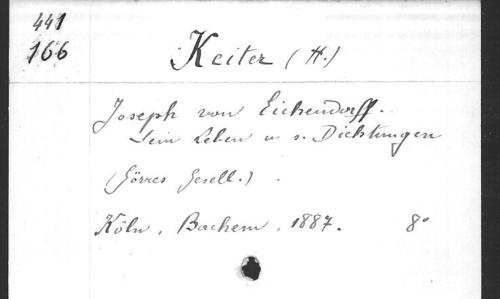 441
166
Keiter (H.)
Joseph von Eichendorff.
Sein Leben u. s. Dichtungen
(Görres Gesell.)
Köln, Bachem, 1887. 8°